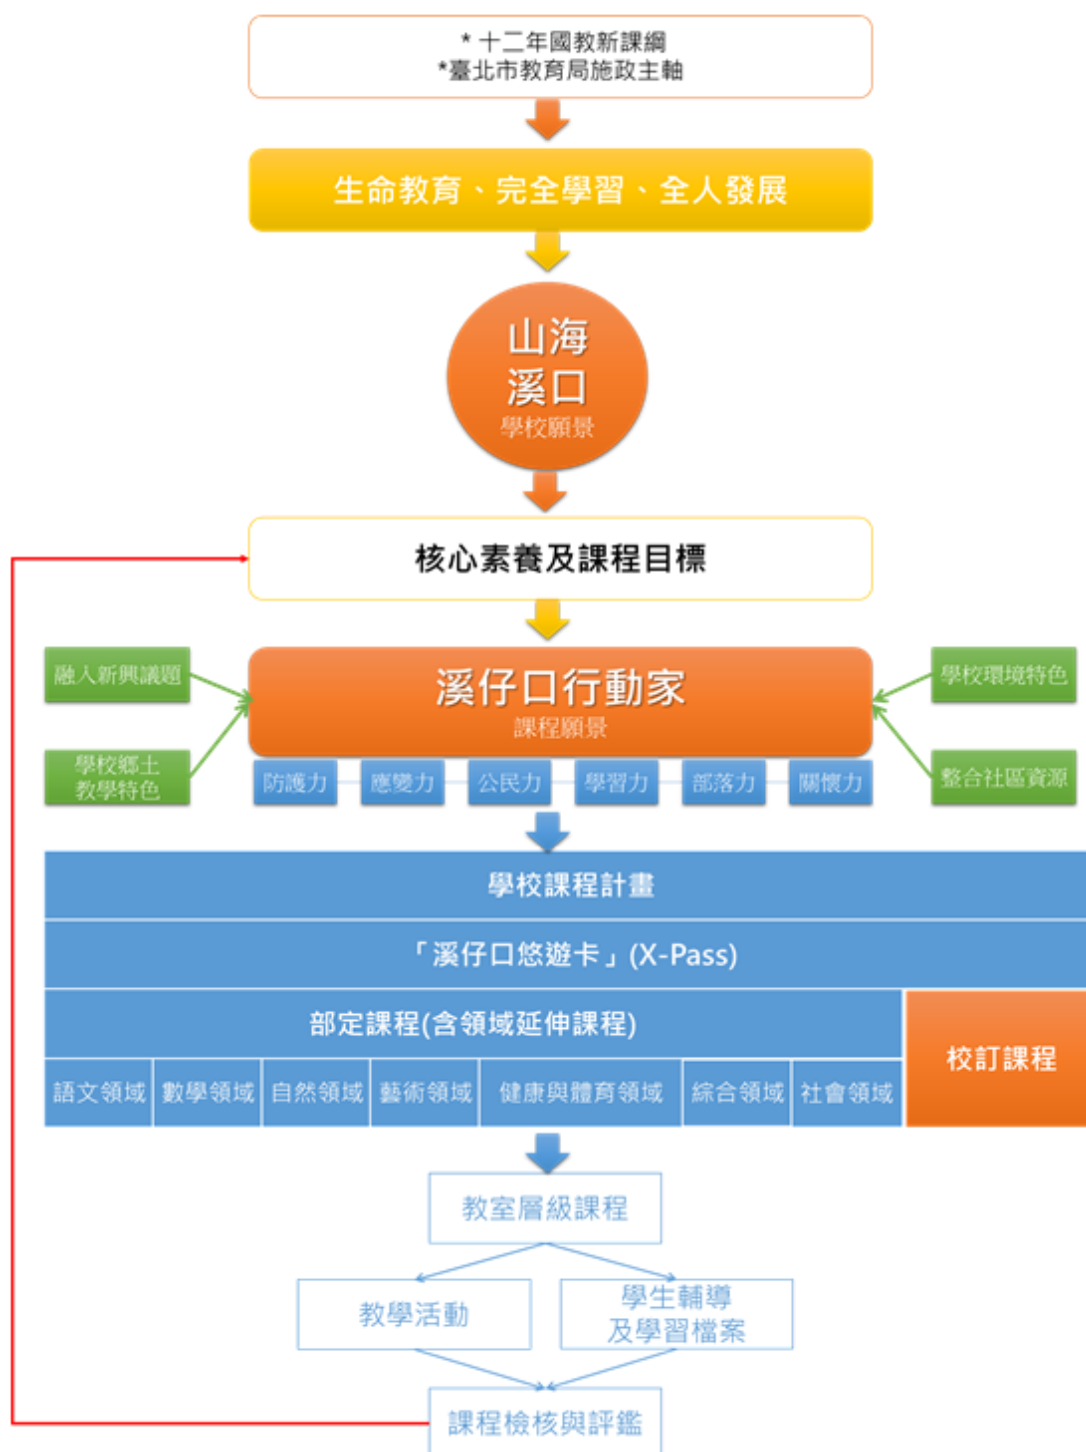 * 十二年國教新課綱
*臺北市教育局施政主軸
生命教育、完全學習、全人發展
山海
溪口
學校願景
核心素養及課程目標
融入新興議題
學校鄉土
教學特色
溪仔口行動家
課程願景
學校環境特色
整合社區資源
防護力
應變力
公民力
學習力
部落力
關懷力
學校課程計畫
「溪仔口悠遊卡」(X-Pass)
部定課程(含領域延伸課程)
校訂課程
語文領域
數學領域
自然領域
藝術領域
健康與體育領域
綜合領域
社會領域
教室層級課程
教學活動
學生輔導
及學習檔案
課程檢核與評鑑